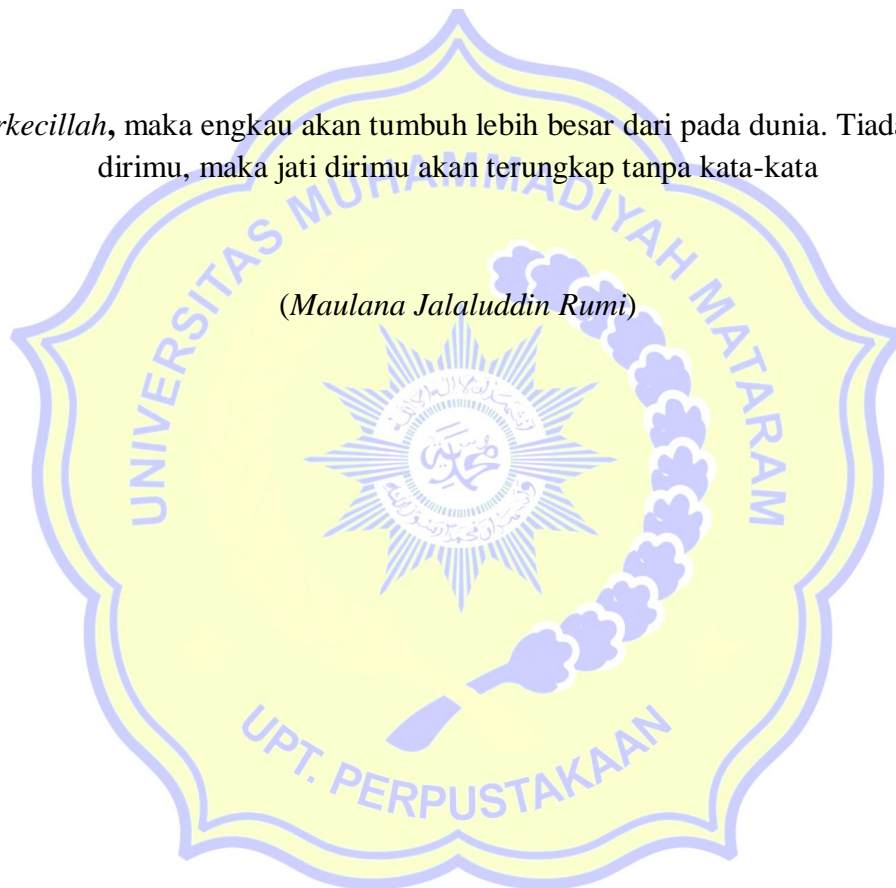 rkecillah, maka engkau akan tumbuh lebih besar dari pada dunia.
dirimu, maka jati dirimu akan terungkap tanpa kata-kata
(Maulana Jalaluddin Rumi)
UNIVERSITAS MUHAMMADIYAH MATARAM
محمدية
UPT. PERPUSTAKAAN